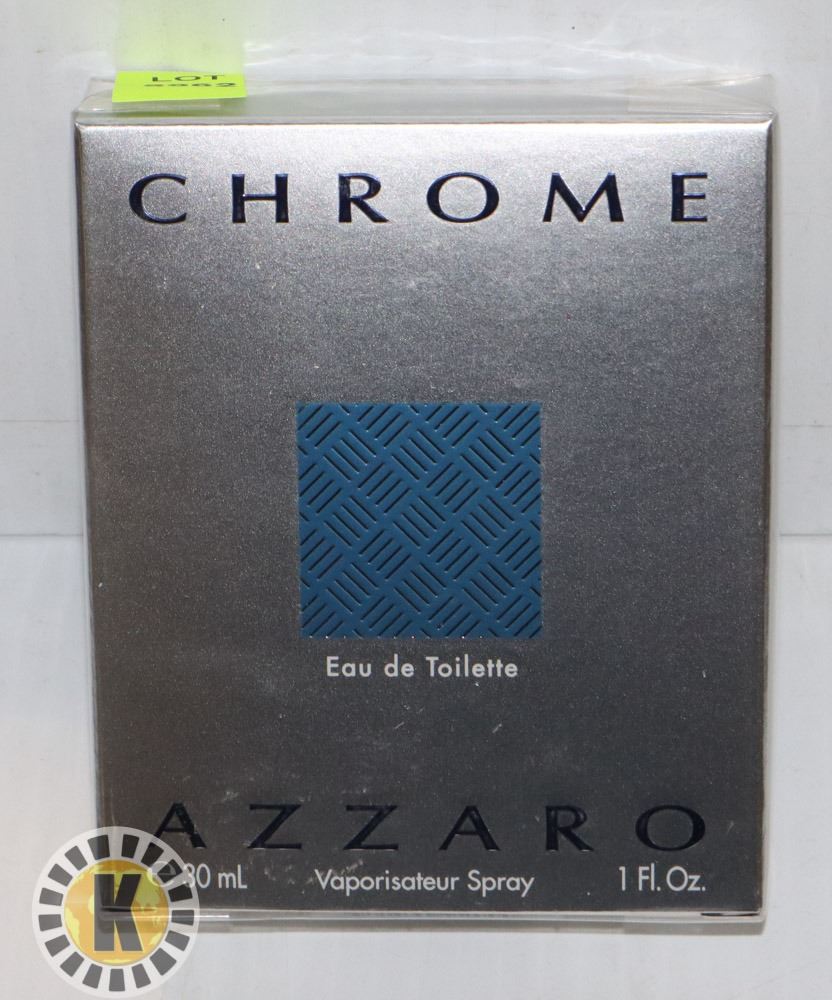 LOT
CHROME
Eau de Toilette
AZZARO
30 mL Vaporisateur Spray 1 Fl. Oz.
K